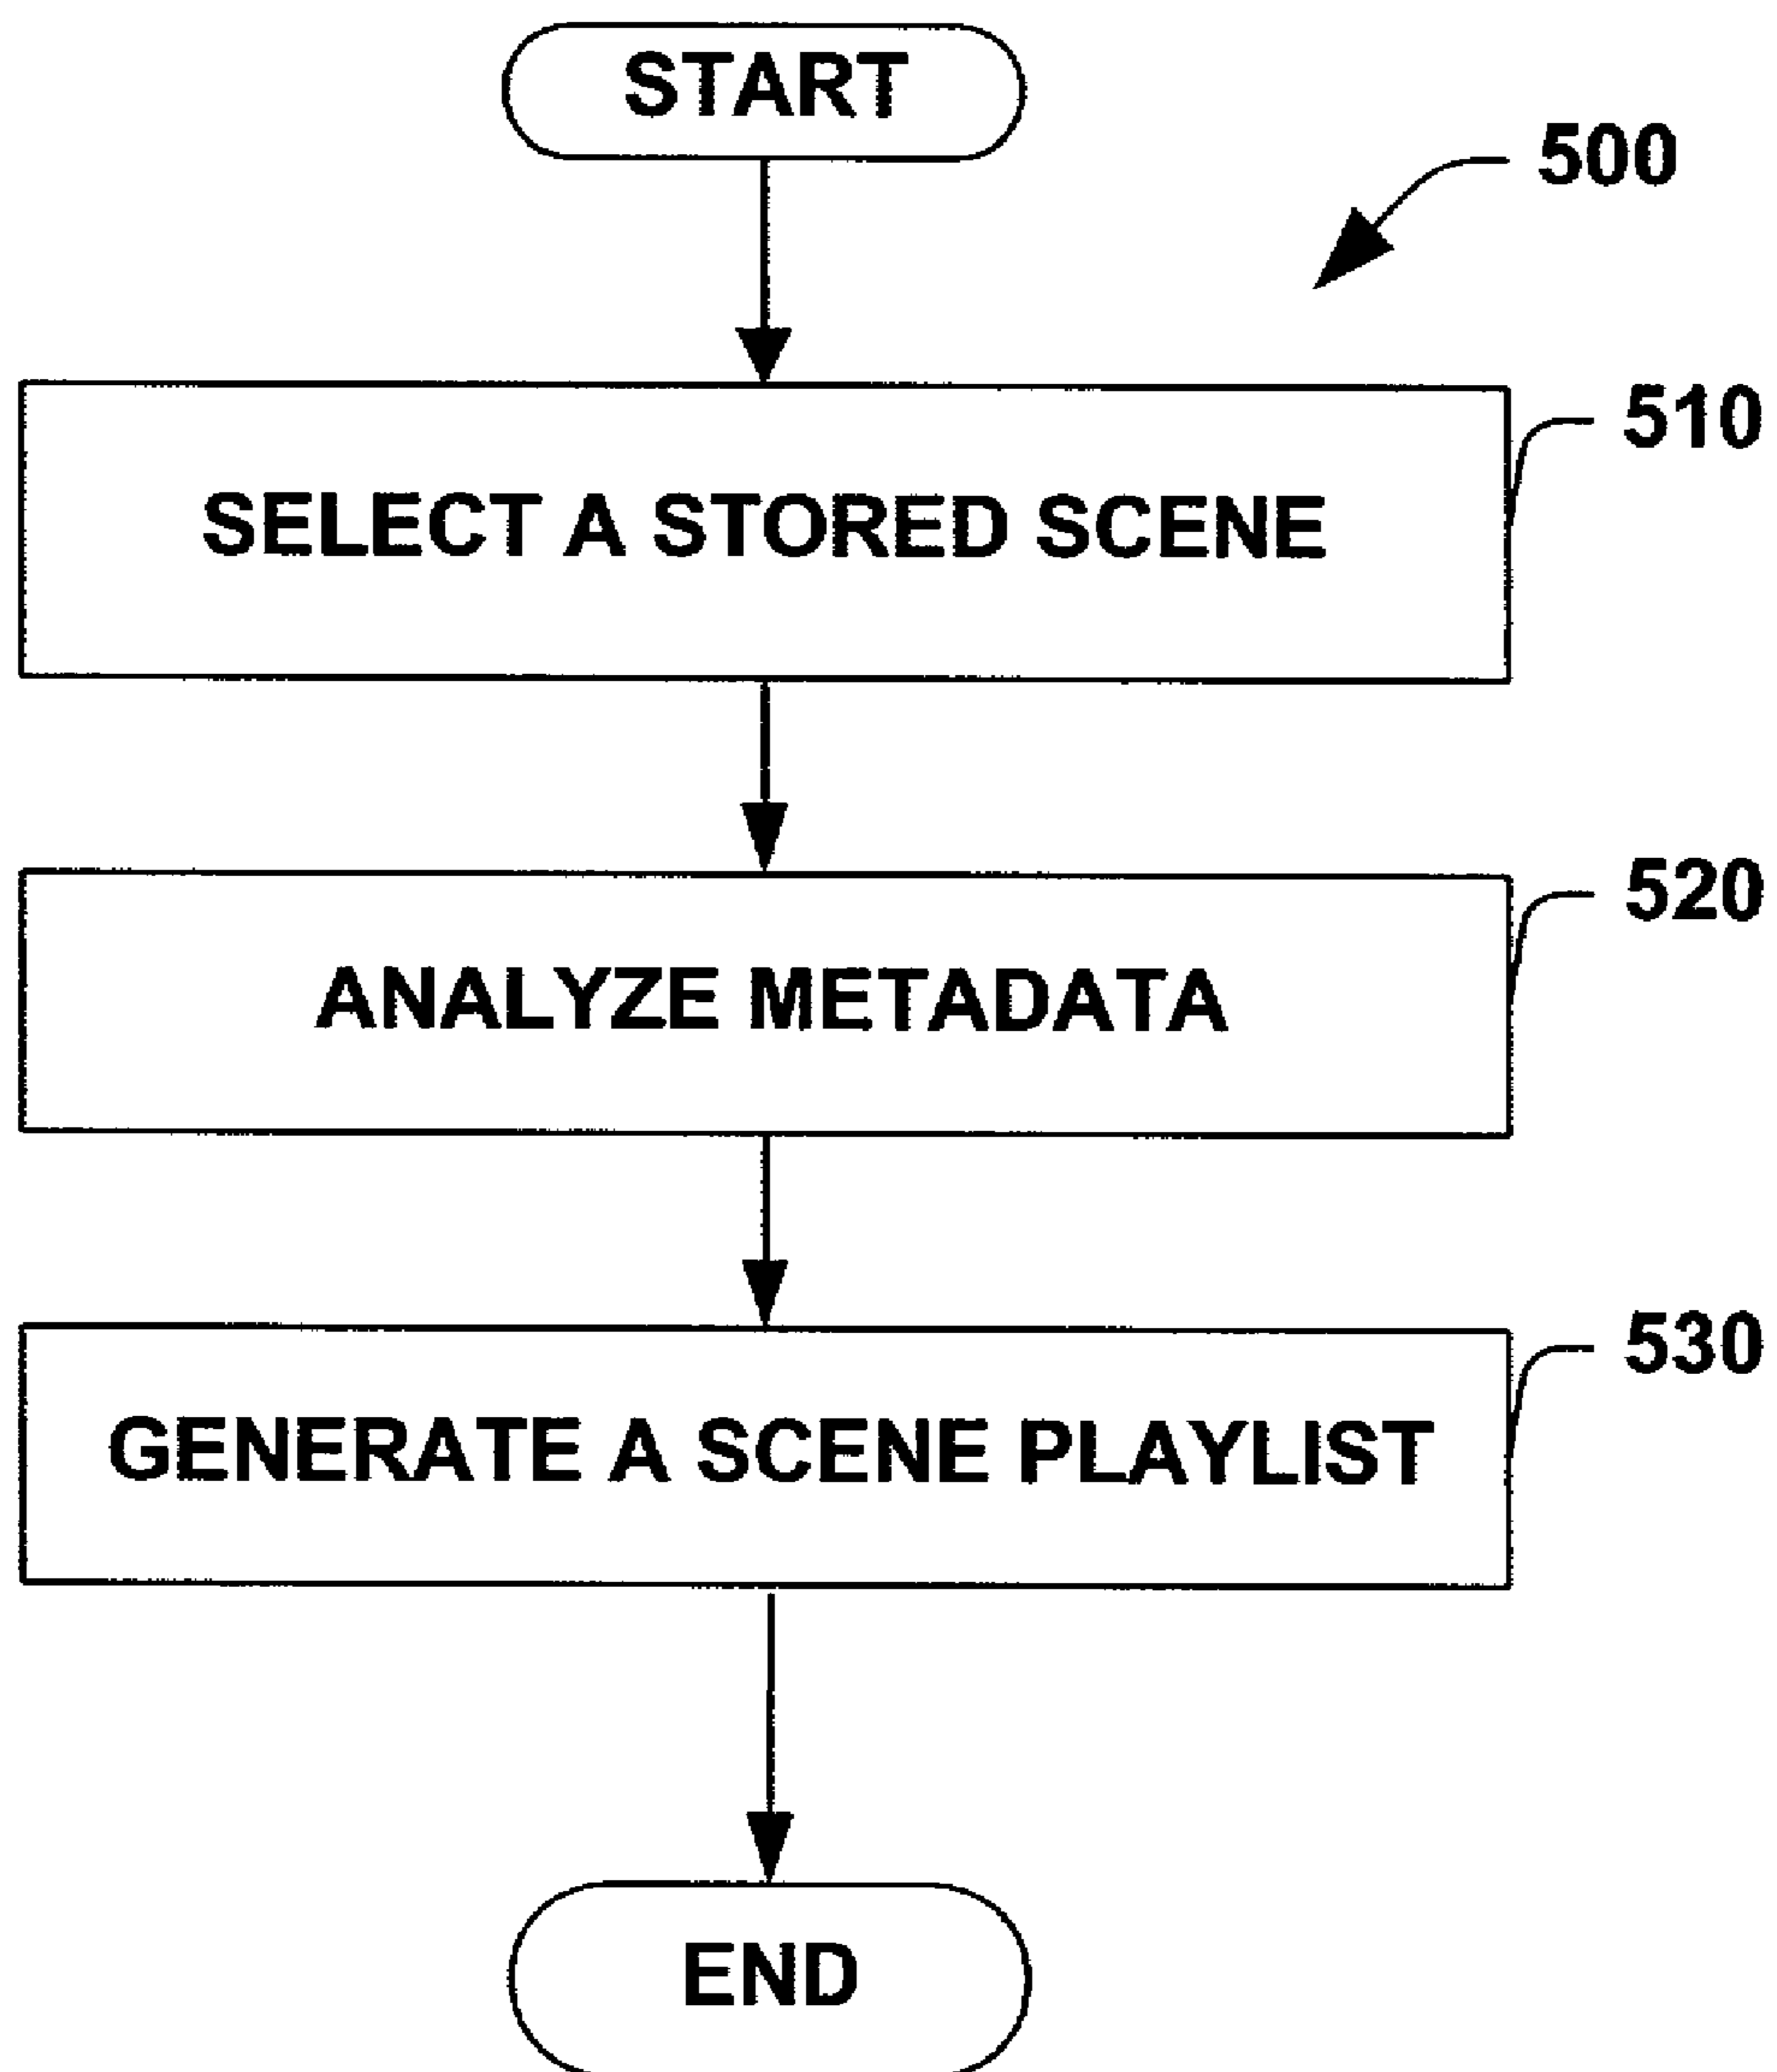 START
500
510
SELECT A STORED SCENE
520
ANALYZE METADATA
530
GENERATE A SCENE PLAYLIST
END